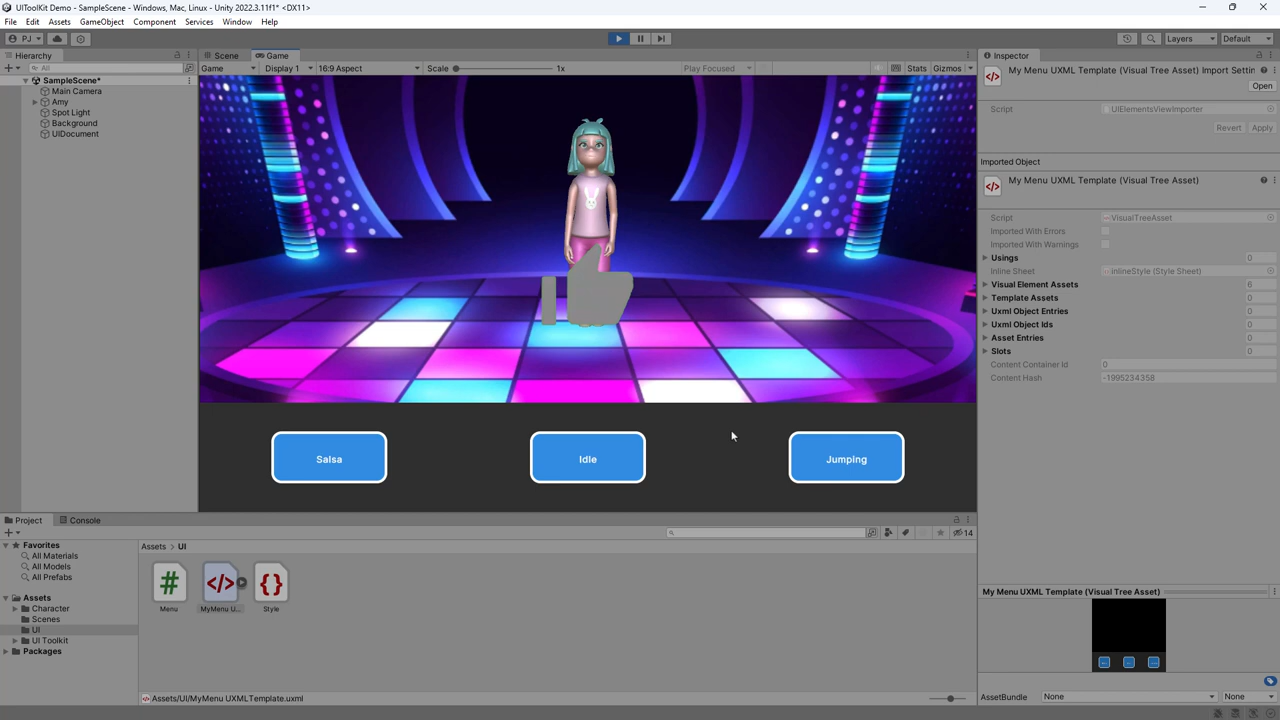 UIToolKit Demo - SampleScene - Windows, Mac, Linux - Unity 2022.3.11f1* <DX11>
File Edit Assets GameObject Component Services Window Help
PJ Layers Default
Hierarchy Scene Game Inspector
All Game Display 1 16:9 Aspect Scale 1x Play Focused Stats Gizmos
SampleScene*
Main Camera
Amy
Spot Light
Background
UIDocument
My Menu UXML Template (Visual Tree Asset) Import Settin
Open
Script UIElementsViewImporter
Revert Apply
Imported Object
My Menu UXML Template (Visual Tree Asset)
Script VisualTreeAsset
Imported With Errors
Imported With Warnings
Usings 0
Inline Sheet inlineStyle (Style Sheet)
Visual Element Assets 6
Template Assets 0
Uxml Object Entries 0
Uxml Object Ids 0
Asset Entries 0
Slots 0
Content Container Id 0
Content Hash -1995234358
Salsa Idle Jumping
Project Console
14
Favorites
All Materials
All Models
All Prefabs
Assets
Character
Scenes
UI
UI Toolkit
Packages
Assets > UI
Menu MyMenu U... Style
Assets/UI/MyMenu UXMLTemplate.uxml
My Menu UXML Template (Visual Tree Asset)
AssetBundle None None